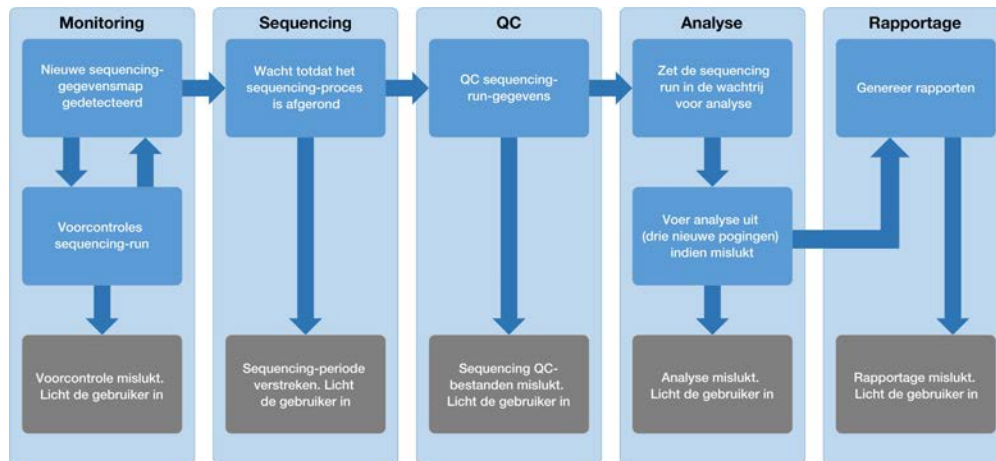 Monitoring
Nieuwe sequencing-
gegevensmap
gedetecteerd
Voorcontroles
sequencing-run
Voorcontrole mislukt.
Licht de gebruiker in
Sequencing
Wacht totdat het
sequencing-proces
is afgerond
Sequencing-periode
verstreken. Licht
de gebruiker in
QC
QC sequencing-
run-gegevens
Sequencing QC-
bestanden mislukt.
Licht de gebruiker in
Analyse
Zet de sequencing
run in de wachtrij
voor analyse
Voer analyse uit
(drie nieuwe pogingen)
indien mislukt
Analyse mislukt.
Licht de gebruiker in
Rapportage
Genereer rapporten
Rapportage mislukt.
Licht de gebruiker in